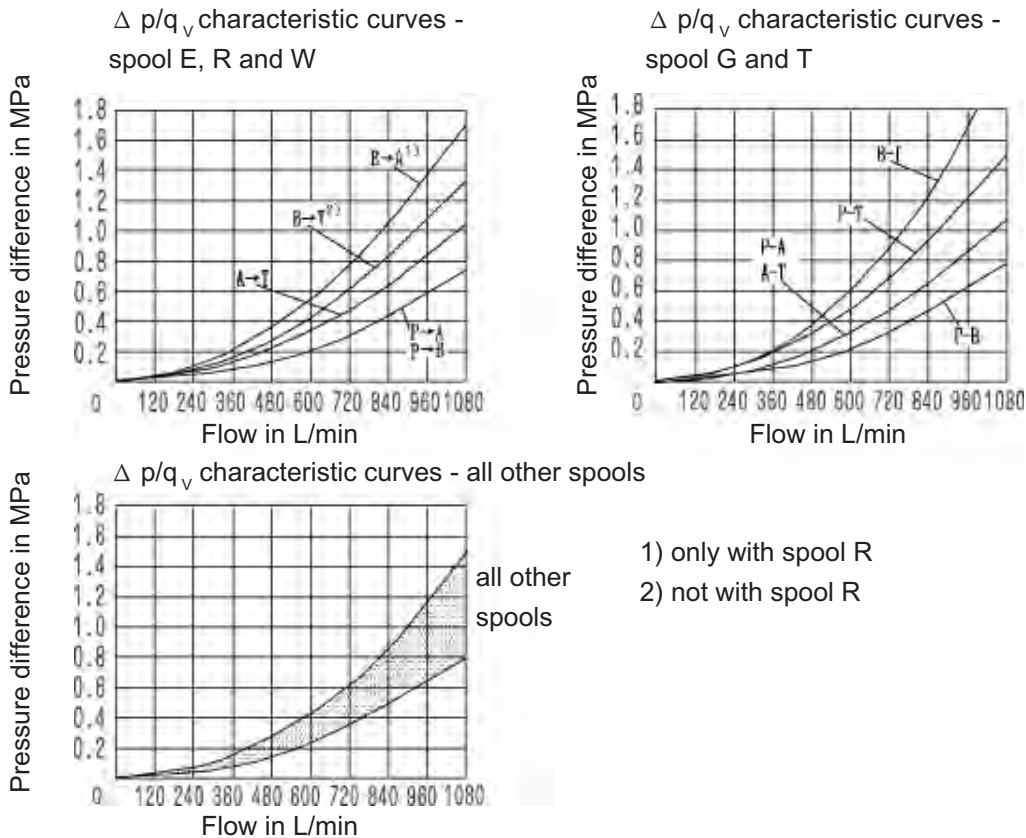 Δ p/q V characteristic curves -
spool E, R and W
Pressure difference in MPa
1.8
1.6
1.4
1.2
1.0
0.8
0.6
0.4
0.2
0 120 240 360 480 600 720 840 960 1080
B→A 1)
B→T 2)
A→T
P→A
P→B
Flow in L/min
Δ p/q V characteristic curves -
spool G and T
Pressure difference in MPa
1.8
1.6
1.4
1.2
1.0
0.8
0.6
0.4
0.2
0 120 240 360 480 600 720 840 960 1080
B-T
P-T
P-A
A-T
P-B
Flow in L/min
Δ p/q V characteristic curves - all other spools
Pressure difference in MPa
1.8
1.6
1.4
1.2
1.0
0.8
0.6
0.4
0.2
0 120 240 360 480 600 720 840 960 1080
all other
spools
Flow in L/min
1) only with spool R
2) not with spool R